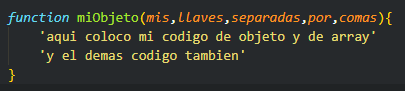 function miObjeto(mis,llaves,separadas,por,comas){
'aqui coloco mi codigo de objeto y de array'
'y el demas codigo tambien'
}